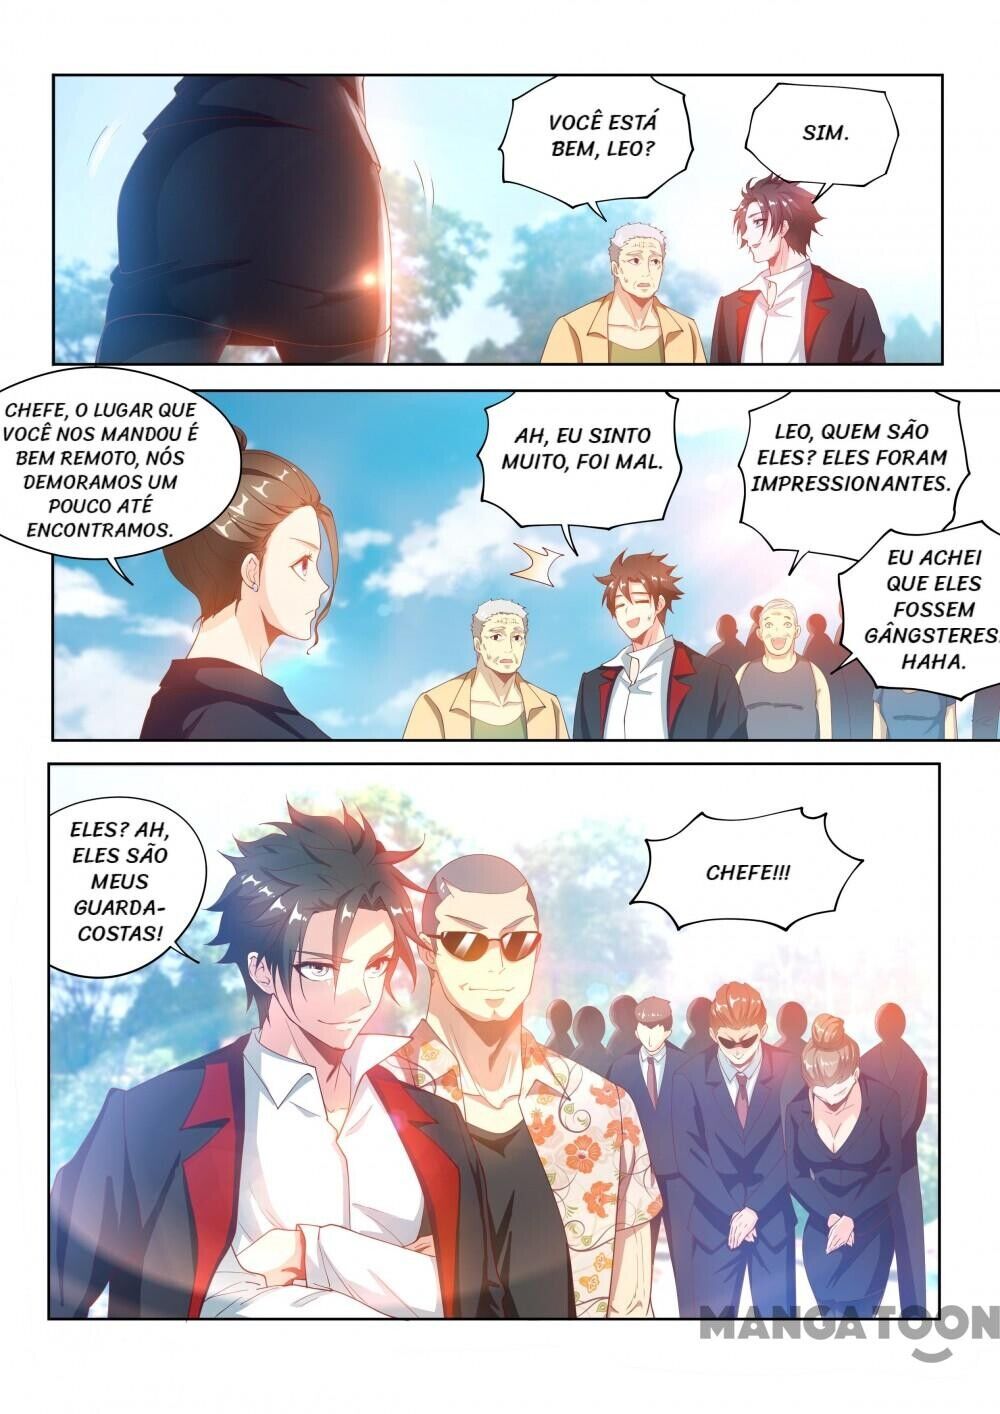 VOCÊ ESTÁ
BEM, LEO?
SIM.
CHEFE, O LUGAR QUE
VOCÊ NOS MANDOU É
BEM REMOTO, NÓS
DEMORAMOS UM
POUCO ATÉ
ENCONTRAMOS.
AH, EU SINTO
MUITO, FOI MAL.
LEO, QUEM SÃO
ELES? ELES FORAM
IMPRESSIONANTES.
EU ACHEI
QUE ELES
FOSSEM
GÂNGSTERES.
HAHA.
ELES? AH,
ELES SÃO
MEUS
GUARDA-
COSTAS!
CHEFE!!!
MANGATOON